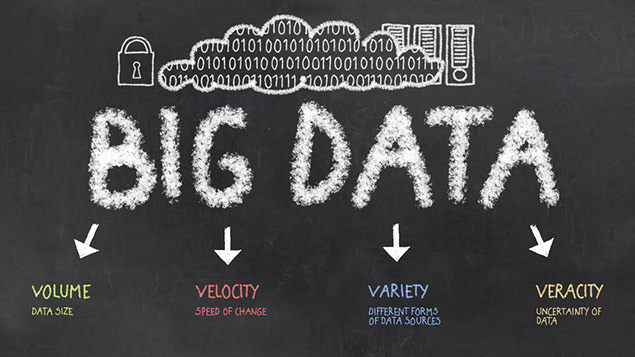 BIG DATA
VOLUME
DATA SIZE
VELOCITY
SPEED OF CHANGE
VARIETY
DIFFERENT FORMS
OF DATA SOURCES
VERACITY
UNCERTAINTY OF
DATA